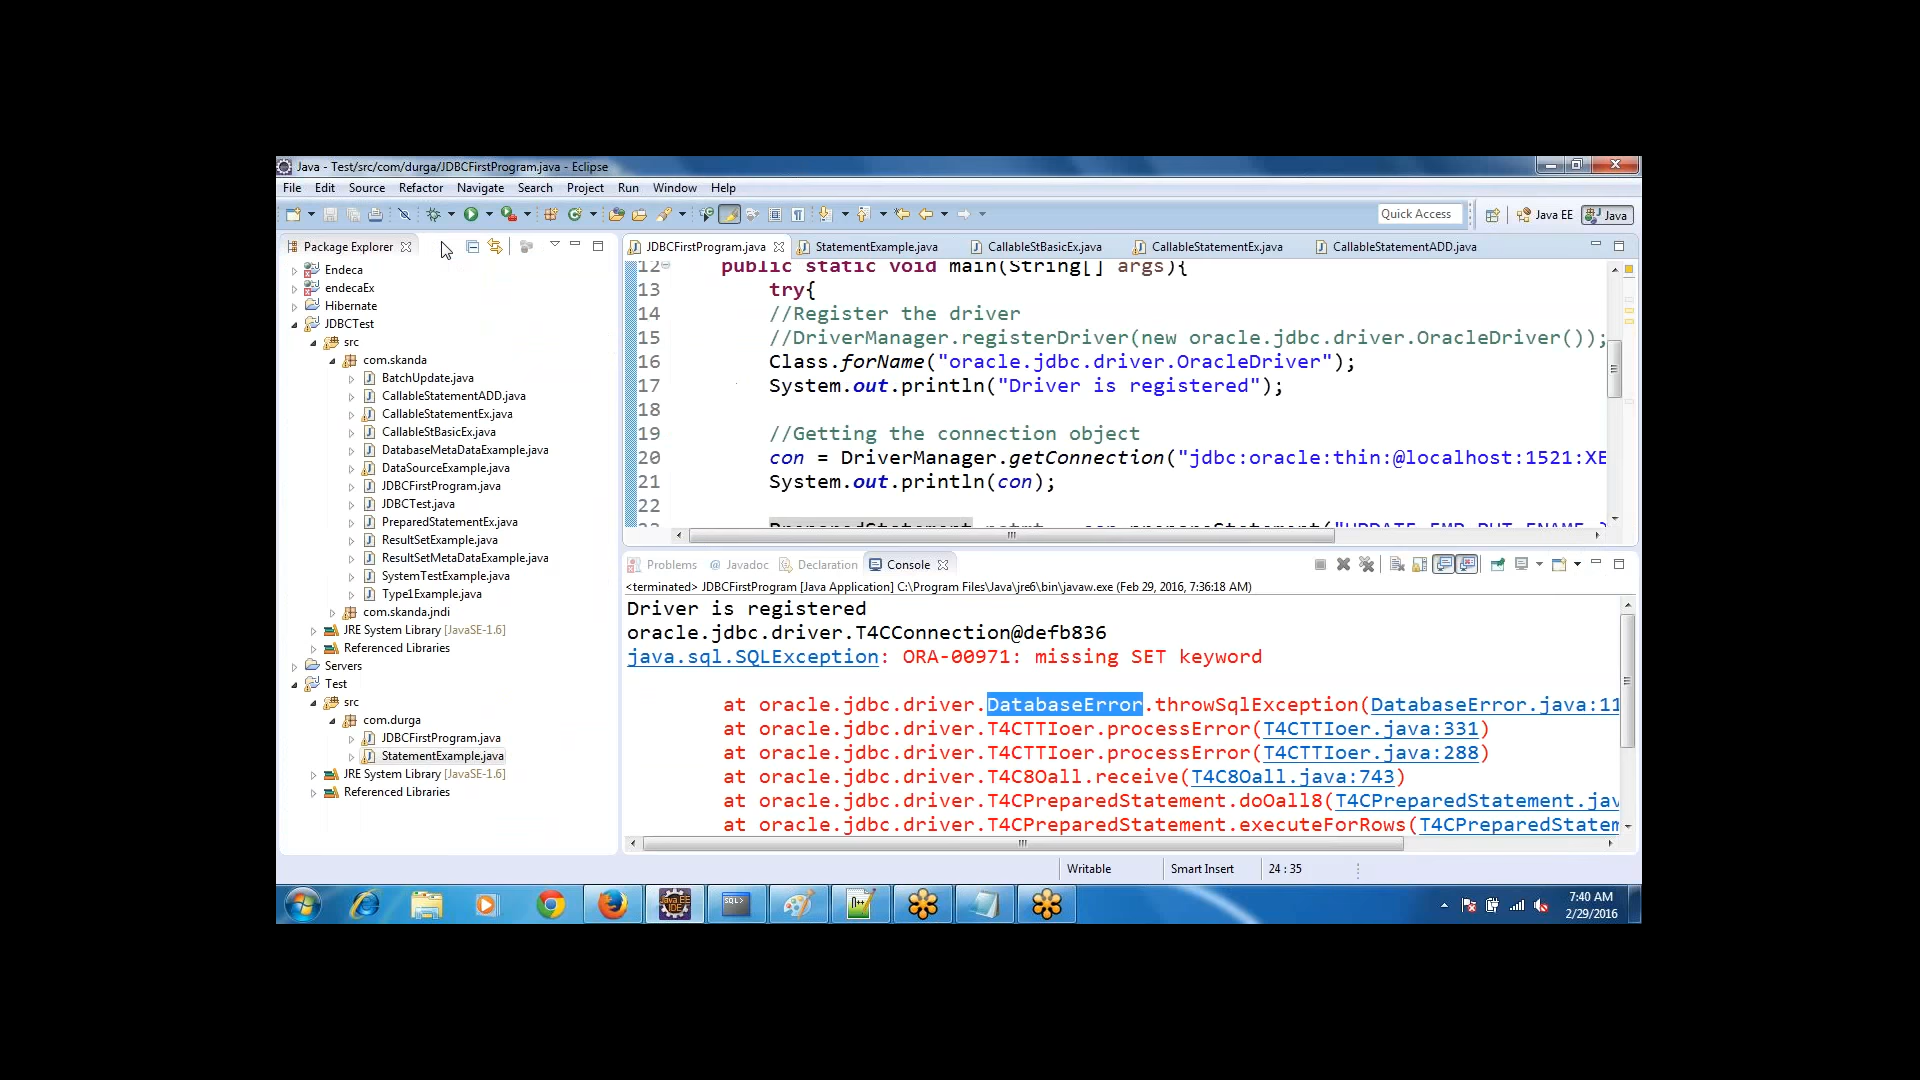 Java - Test/src/com/durga/JDBCFirstProgram.java - Eclipse
File Edit Source Refactor Navigate Search Project Run Window Help
Quick Access
Java EE
Java
Package Explorer
Endeca
endecaEx
Hibernate
JDBCTest
src
com.skanda
BatchUpdate.java
CallableStatementADD.java
CallableStatementEx.java
CallableStBasicEx.java
DatabaseMetaDataExample.java
DataSourceExample.java
JDBCFirstProgram.java
JDBCTest.java
PreparedStatementEx.java
ResultSetExample.java
ResultSetMetaDataExample.java
SystemTestExample.java
Type1Example.java
com.skanda.jndi
JRE System Library [JavaSE-1.6]
Referenced Libraries
Servers
Test
src
com.durga
JDBCFirstProgram.java
StatementExample.java
JRE System Library [JavaSE-1.6]
Referenced Libraries
JDBCFirstProgram.java StatementExample.java CallableStBasicEx.java CallableStatementEx.java CallableStatementADD.java
12 public static void main(String[] args){
13 try{
14 //Register the driver
15 //DriverManager.registerDriver(new oracle.jdbc.driver.OracleDriver());
16 Class.forName("oracle.jdbc.driver.OracleDriver");
17 System.out.println("Driver is registered");
18
19 //Getting the connection object
20 con = DriverManager.getConnection("jdbc:oracle:thin:@localhost:1521:XE
21 System.out.println(con);
22
Problems Javadoc Declaration Console
<terminated> JDBCFirstProgram [Java Application] C:\Program Files\Java\jre6\bin\javaw.exe (Feb 29, 2016, 7:36:18 AM)
Driver is registered
oracle.jdbc.driver.T4CConnection@defb836
java.sql.SQLException: ORA-00971: missing SET keyword
at oracle.jdbc.driver.DatabaseError.throwSqlException(DatabaseError.java:11
at oracle.jdbc.driver.T4CTTIoer.processError(T4CTTIoer.java:331)
at oracle.jdbc.driver.T4CTTIoer.processError(T4CTTIoer.java:288)
at oracle.jdbc.driver.T4C8Oall.receive(T4C8Oall.java:743)
at oracle.jdbc.driver.T4CPreparedStatement.doOall8(T4CPreparedStatement.jav
at oracle.jdbc.driver.T4CPreparedStatement.executeForRows(T4CPreparedStatem
Writable Smart Insert 24 : 35
7:40 AM
2/29/2016